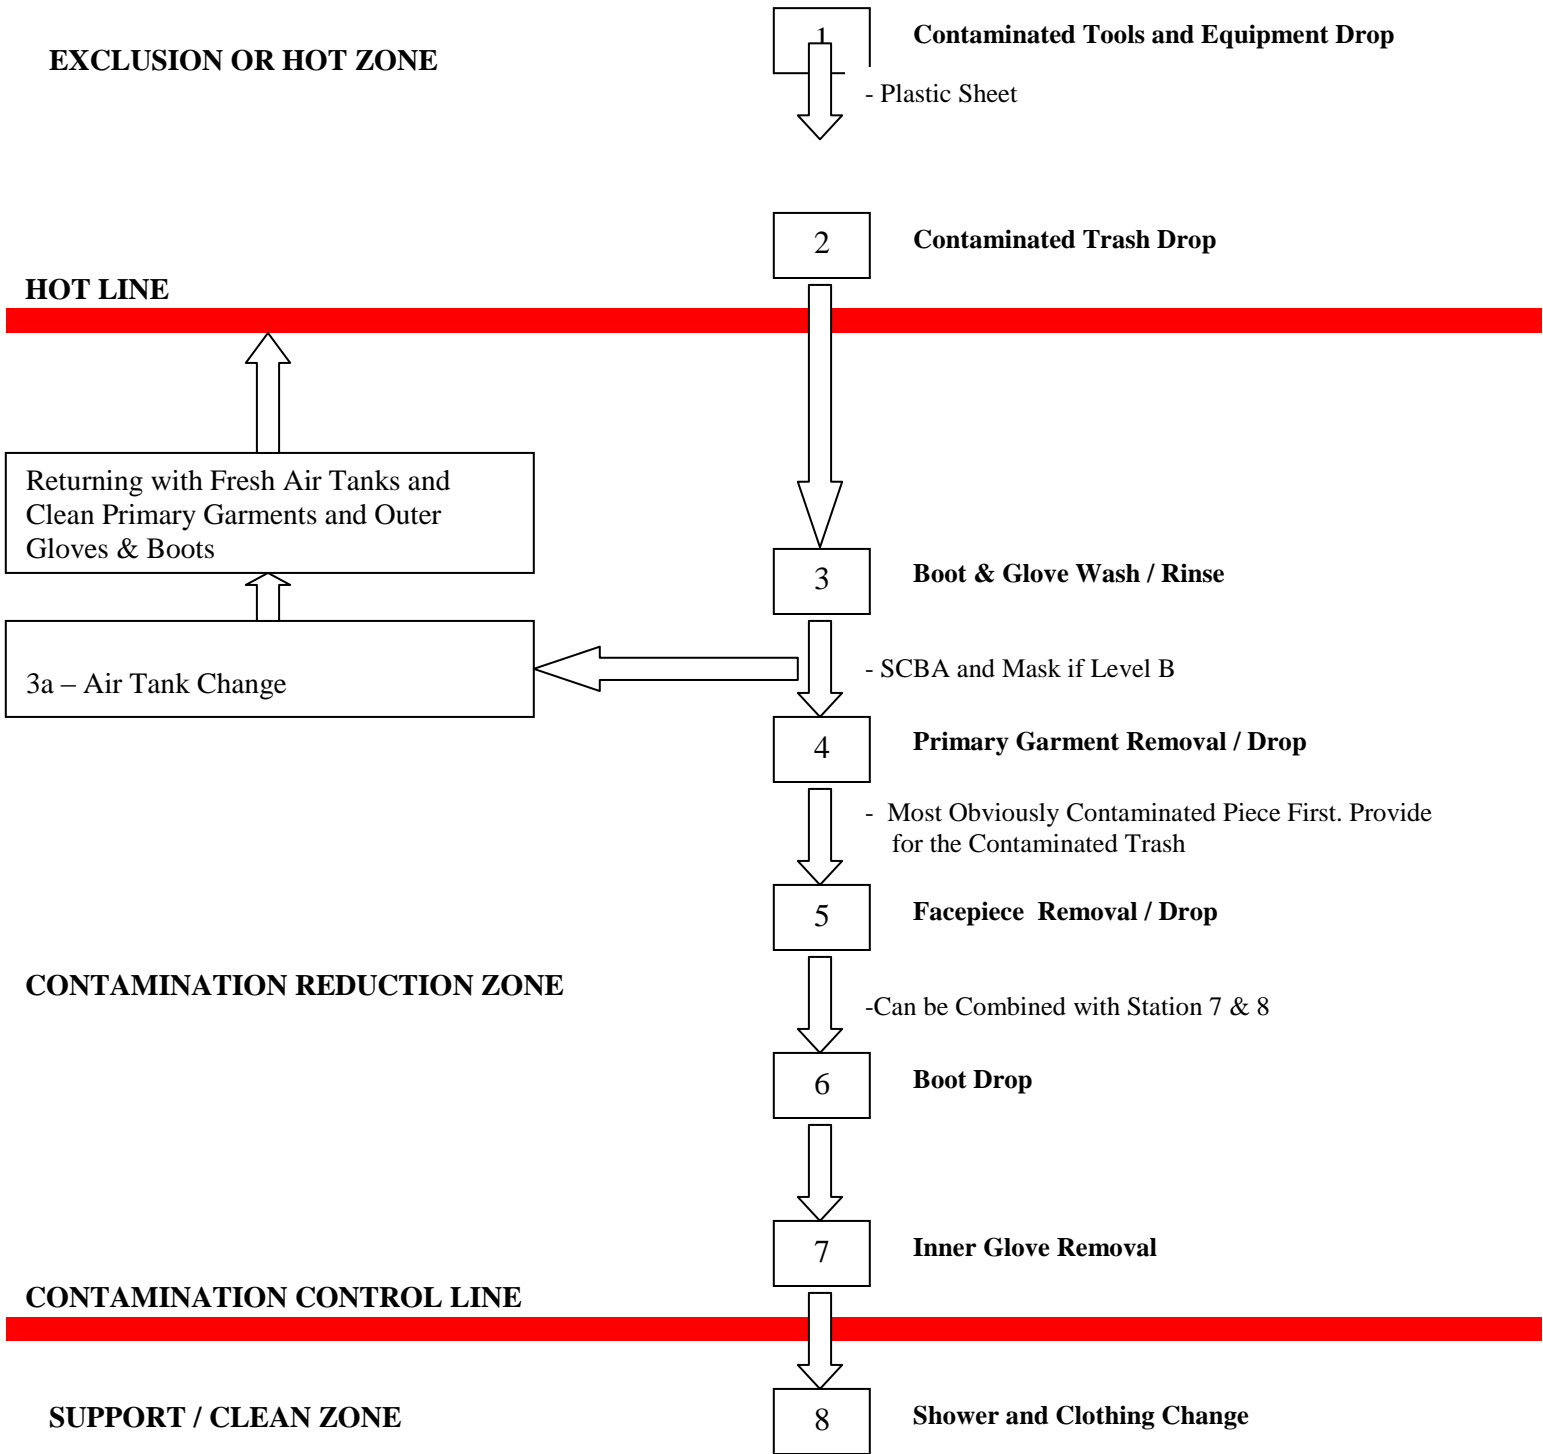 1
Contaminated Tools and Equipment Drop
EXCLUSION OR HOT ZONE
- Plastic Sheet
2
Contaminated Trash Drop
HOT LINE
Returning with Fresh Air Tanks and
Clean Primary Garments and Outer
Gloves & Boots
3
Boot & Glove Wash / Rinse
3a – Air Tank Change
- SCBA and Mask if Level B
4
Primary Garment Removal / Drop
- Most Obviously Contaminated Piece First. Provide
for the Contaminated Trash
5
Facepiece Removal / Drop
CONTAMINATION REDUCTION ZONE
-Can be Combined with Station 7 & 8
6
Boot Drop
7
Inner Glove Removal
CONTAMINATION CONTROL LINE
SUPPORT / CLEAN ZONE
8
Shower and Clothing Change